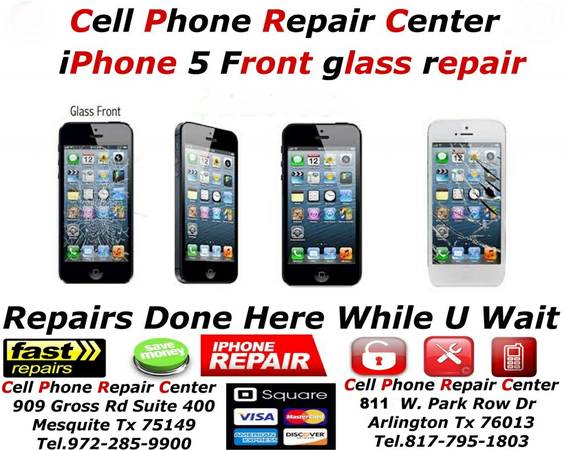 Cell Phone Repair Center
iPhone 5 Front glass repair
Glass Front
Repairs Done Here While U Wait
fast
repairs
save
money
IPHONE
REPAIR
Cell Phone Repair Center
909 Gross Rd Suite 400
Mesquite Tx 75149
Tel.972-285-9900
Square
VISA MasterCard
AMERICAN EXPRESS DISCOVER
Cell Phone Repair Center
811 W. Park Row Dr
Arlington Tx 76013
Tel.817-795-1803